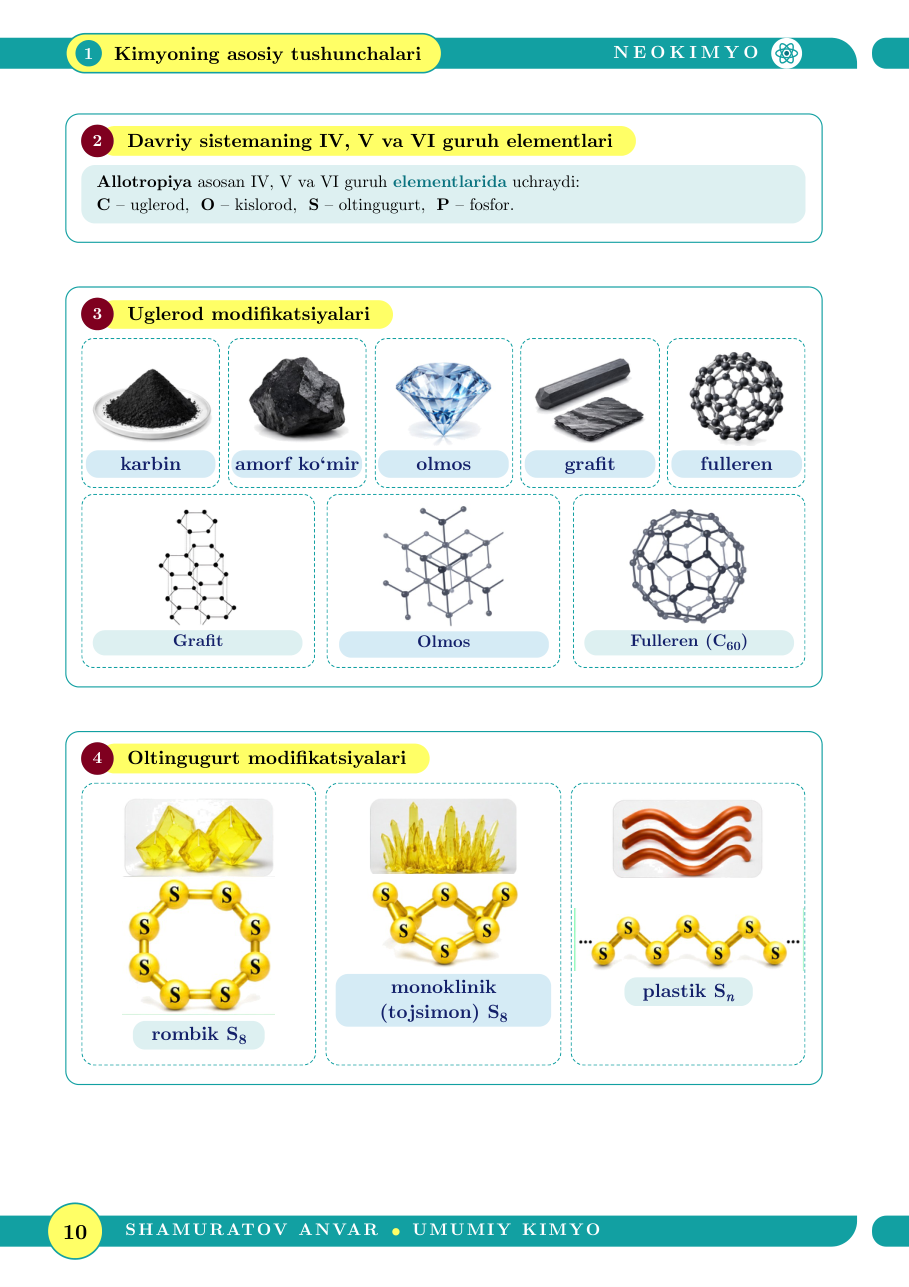 1 Kimyoning asosiy tushunchalari
NEOKIMYO
2 Davriy sistemaning IV, V va VI guruh elementlari
Allotropiya asosan IV, V va VI guruh elementlarida uchraydi:
C – uglerod, O – kislorod, S – oltingugurt, P – fosfor.
3 Uglerod modifikatsiyalari
karbin
amorf ko‘mir
olmos
grafit
fulleren
Grafit
Olmos
Fulleren (C₆₀)
4 Oltingugurt modifikatsiyalari
S S
S S
S S
S S
rombik S₈
S S S
S S
S
monoklinik
(tojsimon) S₈
S S S
... S S S S ...
plastik Sₙ
10 SHAMURATOV ANVAR • UMUMIY KIMYO